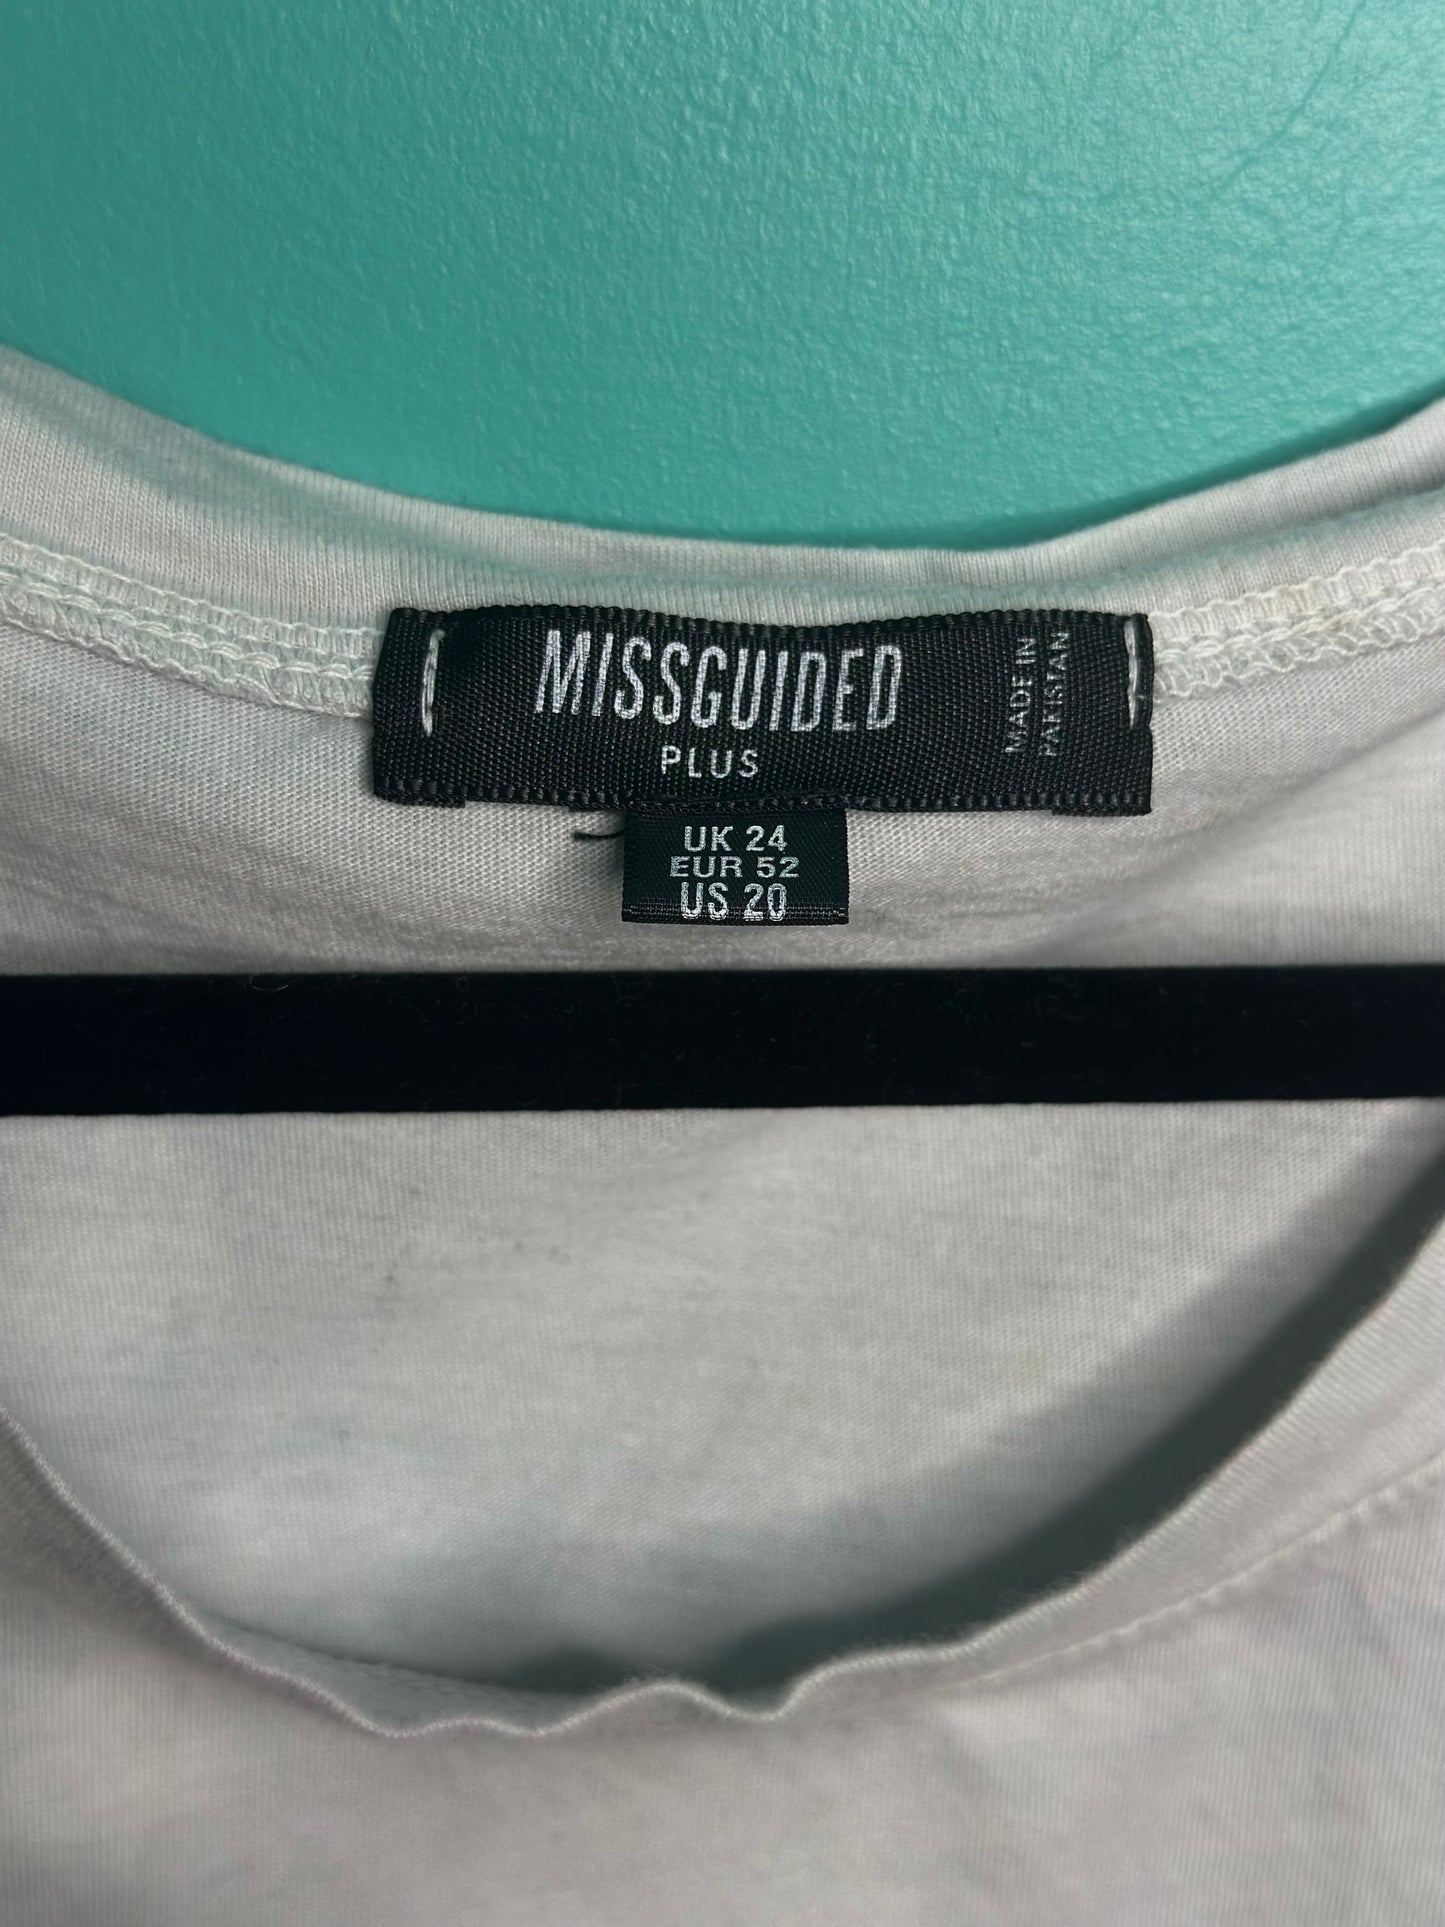 MISSGUIDED
PLUS
MADE IN
PAKISTAN
UK 24
EUR 52
US 20